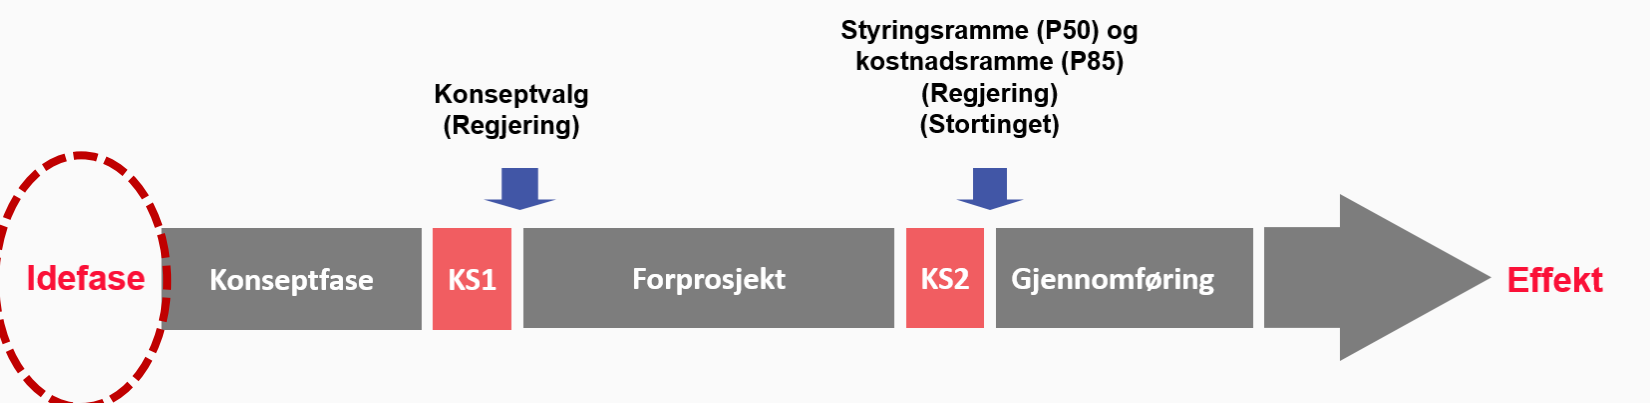 Styringsramme (P50) og
kostnadsramme (P85)
(Regjering)
(Stortinget)
Konseptvalg
(Regjering)
Idefase
Konseptfase
KS1
Forprosjekt
KS2
Gjennomføring
Effekt